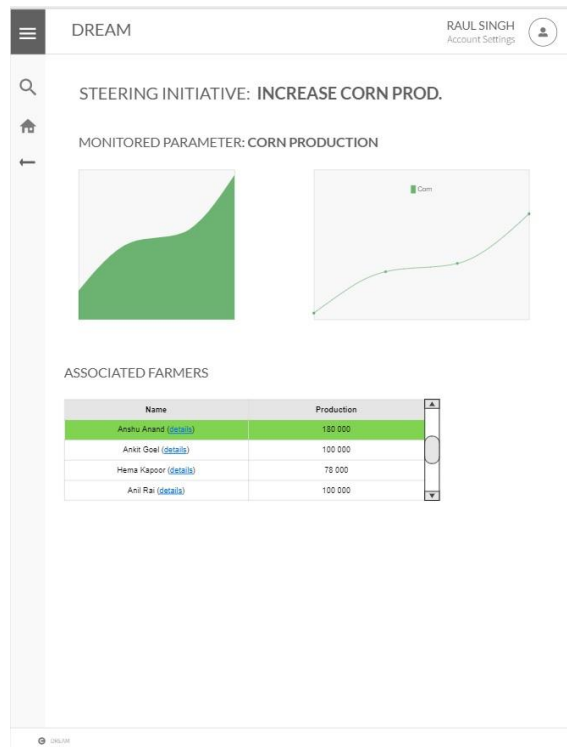 DREAM
RAUL SINGH
Account Settings
STEERING INITIATIVE: INCREASE CORN PROD.
MONITORED PARAMETER: CORN PRODUCTION
Corn
ASSOCIATED FARMERS
Name Production
Anshu Anand (details) 180 000
Ankit Goel (details) 100 000
Hema Kapoor (details) 78 000
Anil Rai (details) 100 000
DREAM